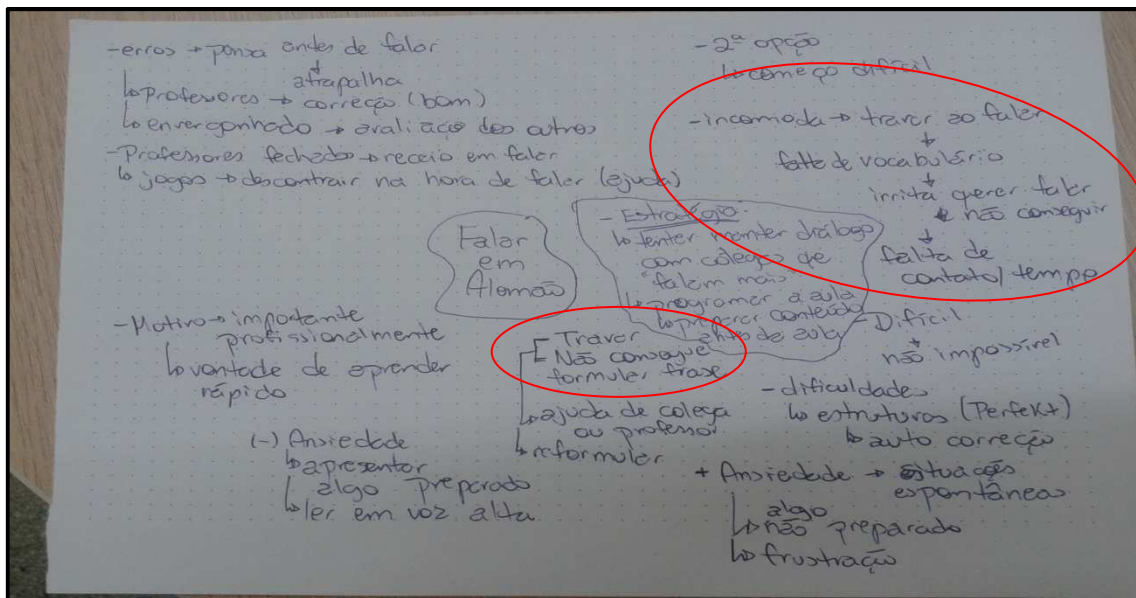 - erros → pensa antes de falar
↓
atrapalha
↳ Professores → correção (bom)
↳ envergonhado → avaliação dos outros
- Professores fechados → receio em falar
↳ jogos → descontrair na hora de falar (ajuda)
- 2ª opção
↳ começo difícil
- incomoda → travar ao falar
↓
falta de vocabulário
↓
irrita querer falar
e não conseguir
↓
falta de
contato/tempo
Falar
em
Alemão
- Estratégia:
↳ tenter manter diálogo
com colegas que
"falam mais"
↳ programar a aula
↳ preparar conteúdo
antes de aula
- Motivo → importante
profissionalmente
↳ vontade de aprender
rápido
Travar
Não consegue
formular frase
↳ ajuda de colega
ou professor
↳ reformular
- Difícil
↓
não impossível
- dificuldades
↳ estruturas (Perfekt)
↳ auto correção
(-) Ansiedade
↳ apresentar
algo preparado
↳ ler em voz alta
+ Ansiedade → situações
espontâneas
algo
↳ não preparado
↳ frustração